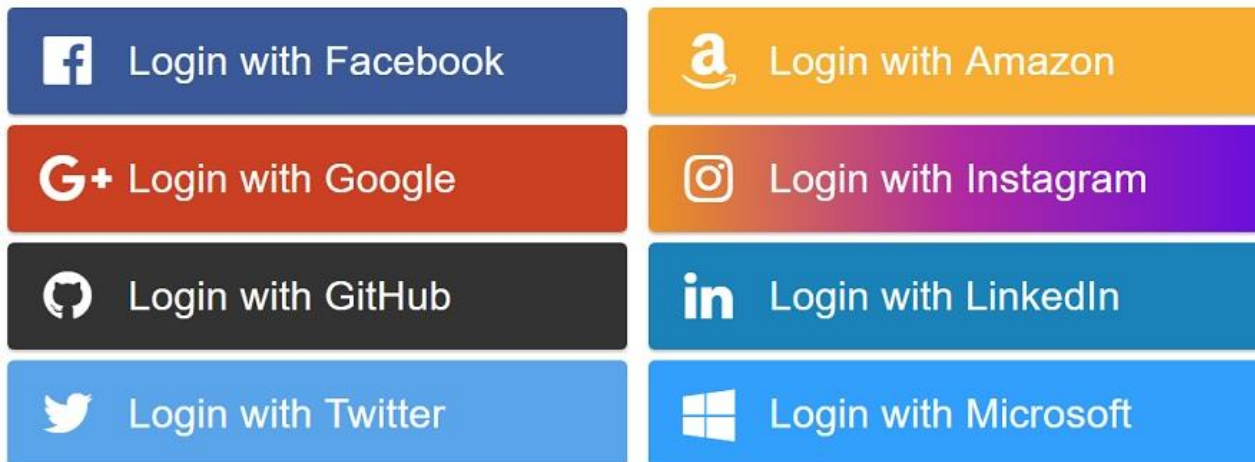 Login with Facebook
Login with Amazon
G+ Login with Google
Login with Instagram
Login with GitHub
in Login with LinkedIn
Login with Twitter
Login with Microsoft